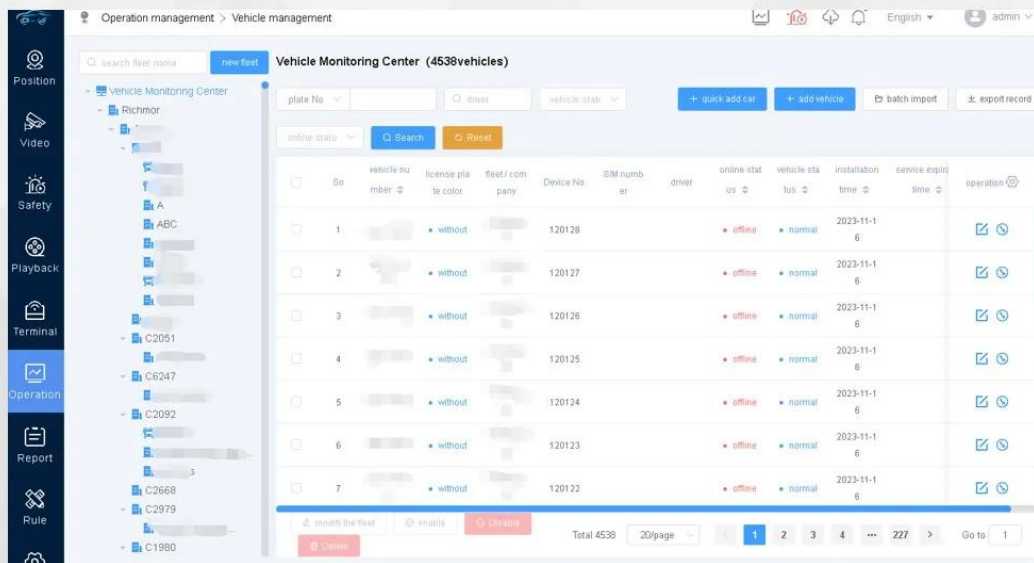 Operation management > Vehicle management
English
admin
Position
Video
Safety
Playback
Terminal
Operation
Report
Rule
search fleet name
new fleet
Vehicle Monitoring Center
Richmor
A
ABC
C2051
C6247
C2092
3
C2668
C2979
C1980
Vehicle Monitoring Center (4538vehicles)
plate No
driver
vehicle stat
+ quick add car
+ add vehicle
batch import
export record
online statu
Search
Reset
Sn
vehicle nu
mber
license pla
te color
fleet / com
pany
Device No
SIM numb
er
driver
online stat
us
vehicle sta
tus
installation
time
service expira
time
operation
1 without 120128 offline normal 2023-11-1
6
2 without 120127 offline normal 2023-11-1
6
3 without 120126 offline normal 2023-11-1
6
4 without 120125 offline normal 2023-11-1
6
5 without 120124 offline normal 2023-11-1
6
6 without 120123 offline normal 2023-11-1
6
7 without 120122 offline normal 2023-11-1
6
modify the fleet
enable
Disable
Delete
Total 4538
20/page
1 2 3 4 ... 227 >
Go to 1